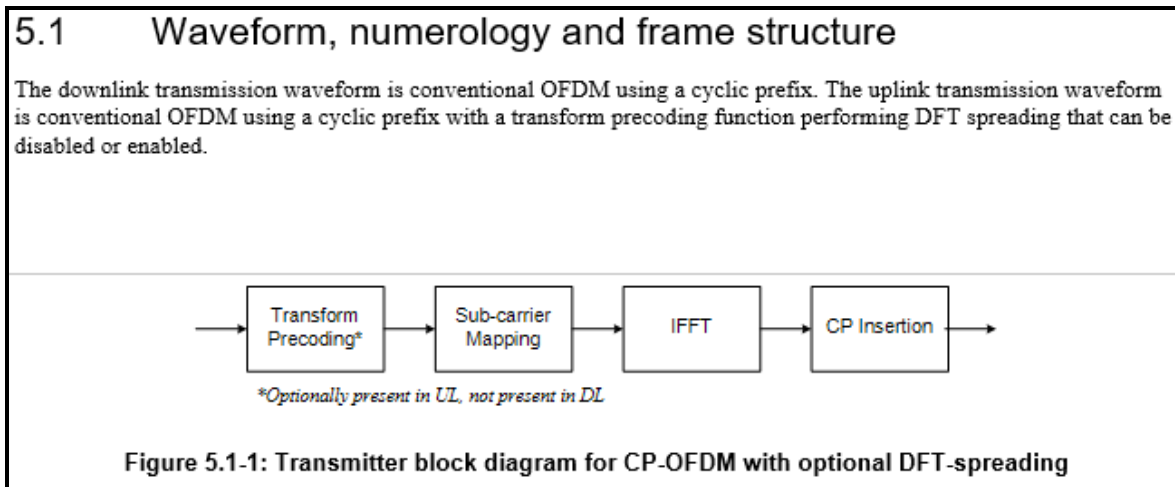 5.1 Waveform, numerology and frame structure
The downlink transmission waveform is conventional OFDM using a cyclic prefix. The uplink transmission waveform
is conventional OFDM using a cyclic prefix with a transform precoding function performing DFT spreading that can be
disabled or enabled.
Transform
Precoding*
Sub-carrier
Mapping
IFFT
CP Insertion
*Optionally present in UL, not present in DL
Figure 5.1-1: Transmitter block diagram for CP-OFDM with optional DFT-spreading